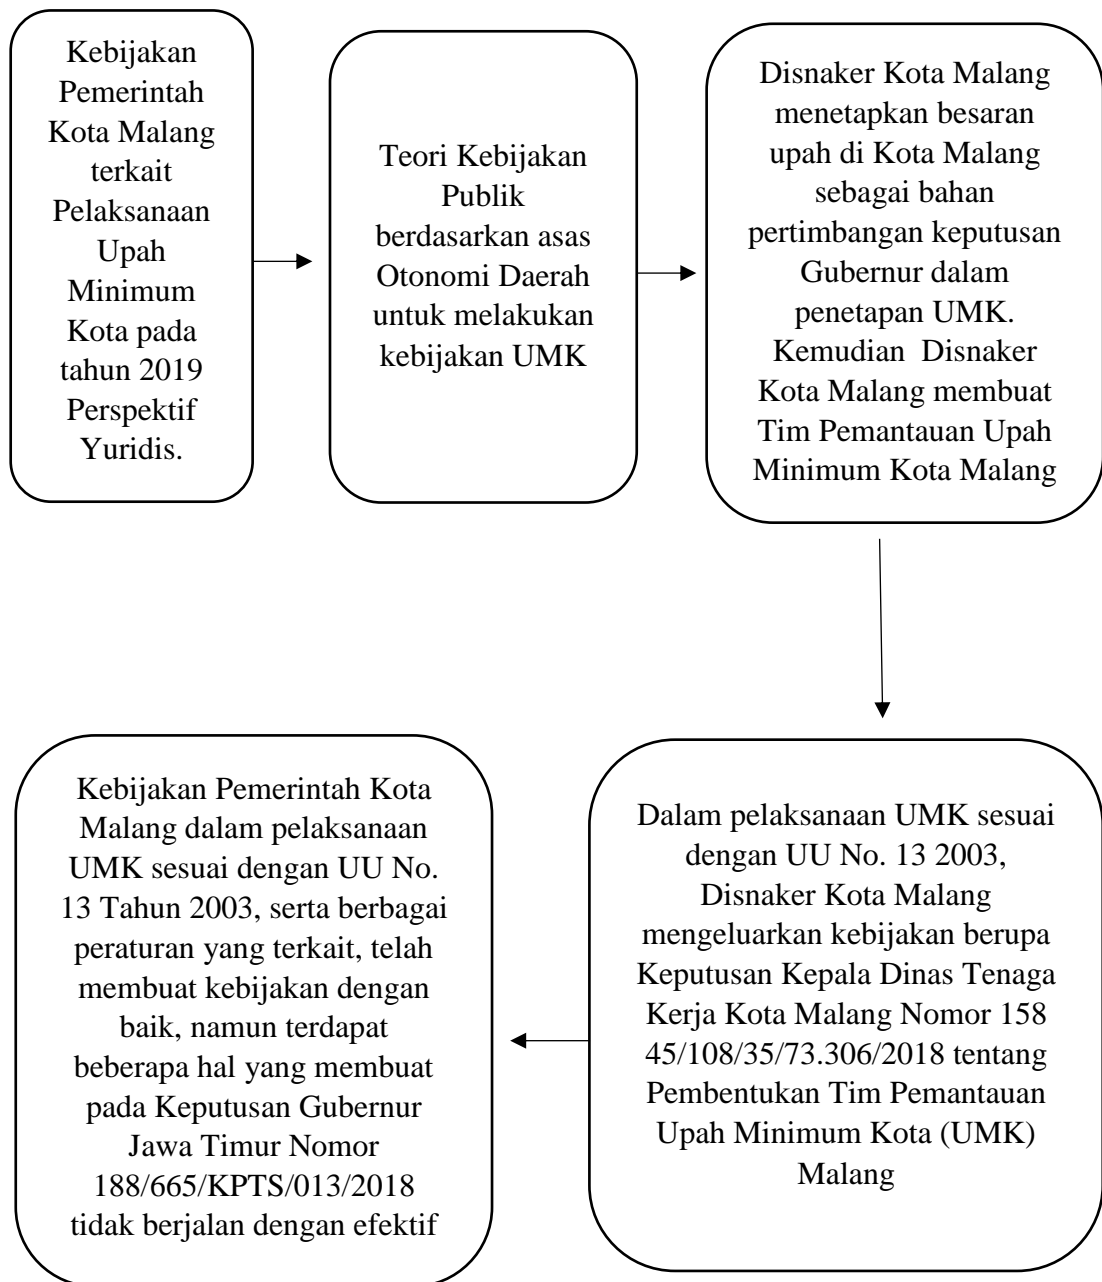 Kebijakan
Pemerintah
Kota Malang
terkait
Pelaksanaan
Upah
Minimum
Kota pada
tahun 2019
Perspektif
Yuridis.
Teori Kebijakan
Publik
berdasarkan asas
Otonomi Daerah
untuk melakukan
kebijakan UMK
Disnaker Kota Malang
menetapkan besaran
upah di Kota Malang
sebagai bahan
pertimbangan keputusan
Gubernur dalam
penetapan UMK.
Kemudian Disnaker
Kota Malang membuat
Tim Pemantauan Upah
Minimum Kota Malang
Dalam pelaksanaan UMK sesuai
dengan UU No. 13 2003,
Disnaker Kota Malang
mengeluarkan kebijakan berupa
Keputusan Kepala Dinas Tenaga
Kerja Kota Malang Nomor 158
45/108/35/73.306/2018 tentang
Pembentukan Tim Pemantauan
Upah Minimum Kota (UMK)
Malang
Kebijakan Pemerintah Kota
Malang dalam pelaksanaan
UMK sesuai dengan UU No.
13 Tahun 2003, serta berbagai
peraturan yang terkait, telah
membuat kebijakan dengan
baik, namun terdapat
beberapa hal yang membuat
pada Keputusan Gubernur
Jawa Timur Nomor
188/665/KPTS/013/2018
tidak berjalan dengan efektif